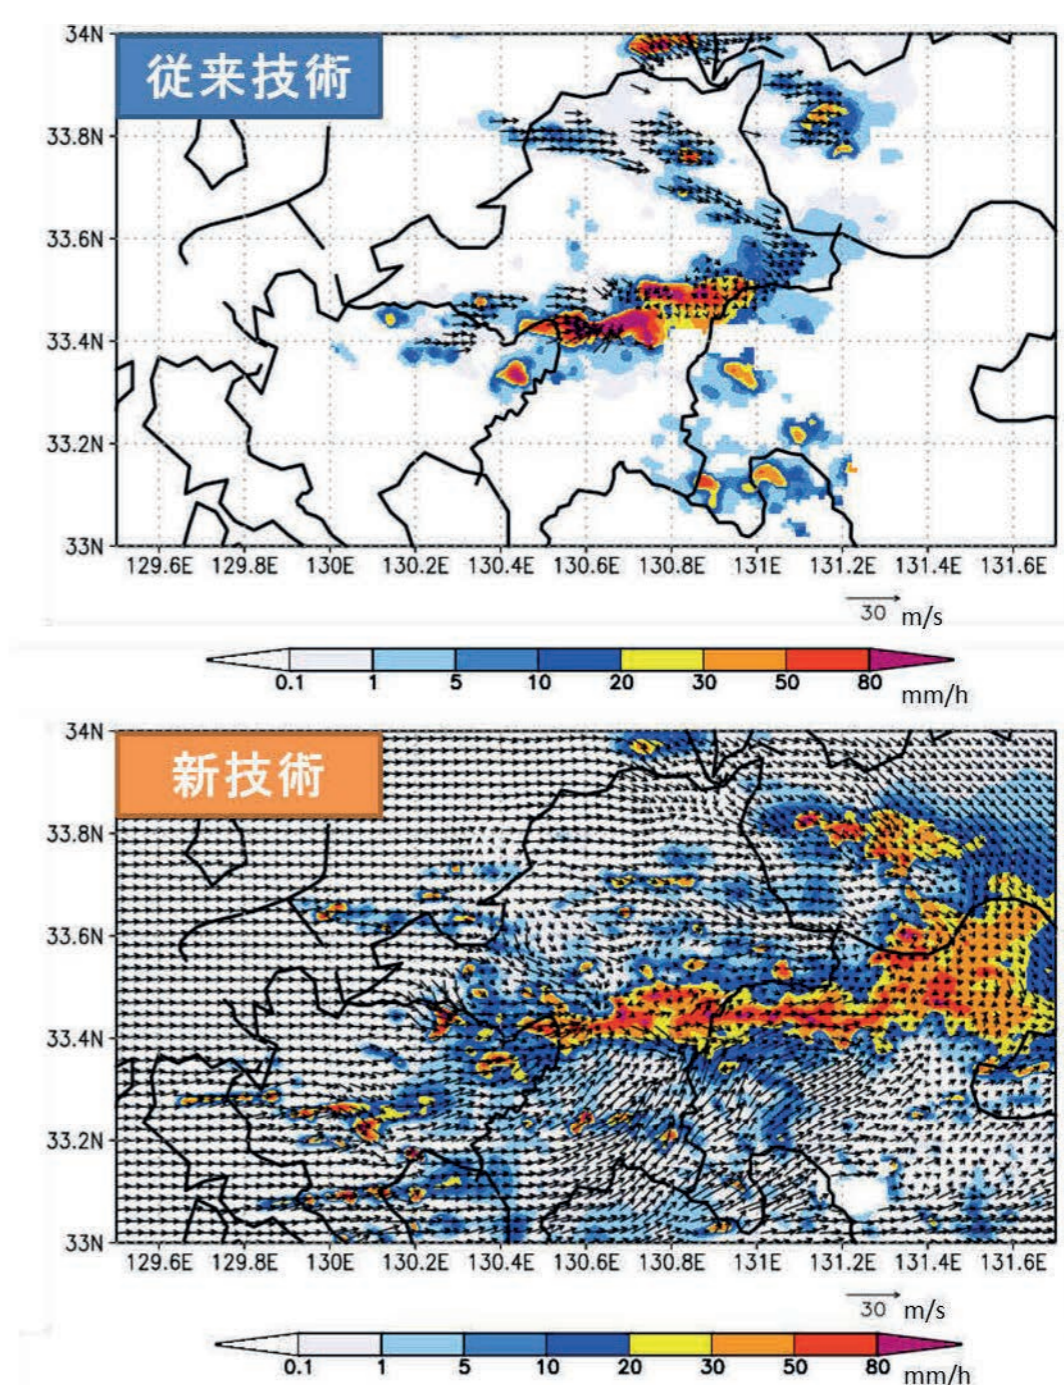 従来技術
34N
33.8N
33.6N
33.4N
33.2N
33N
129.6E 129.8E 130E 130.2E 130.4E 130.6E 130.8E 131E 131.2E 131.4E 131.6E
30 m/s
0.1 1 5 10 20 30 50 80 mm/h
新技術
34N
33.8N
33.6N
33.4N
33.2N
33N
129.6E 129.8E 130E 130.2E 130.4E 130.6E 130.8E 131E 131.2E 131.4E 131.6E
30 m/s
0.1 1 5 10 20 30 50 80 mm/h